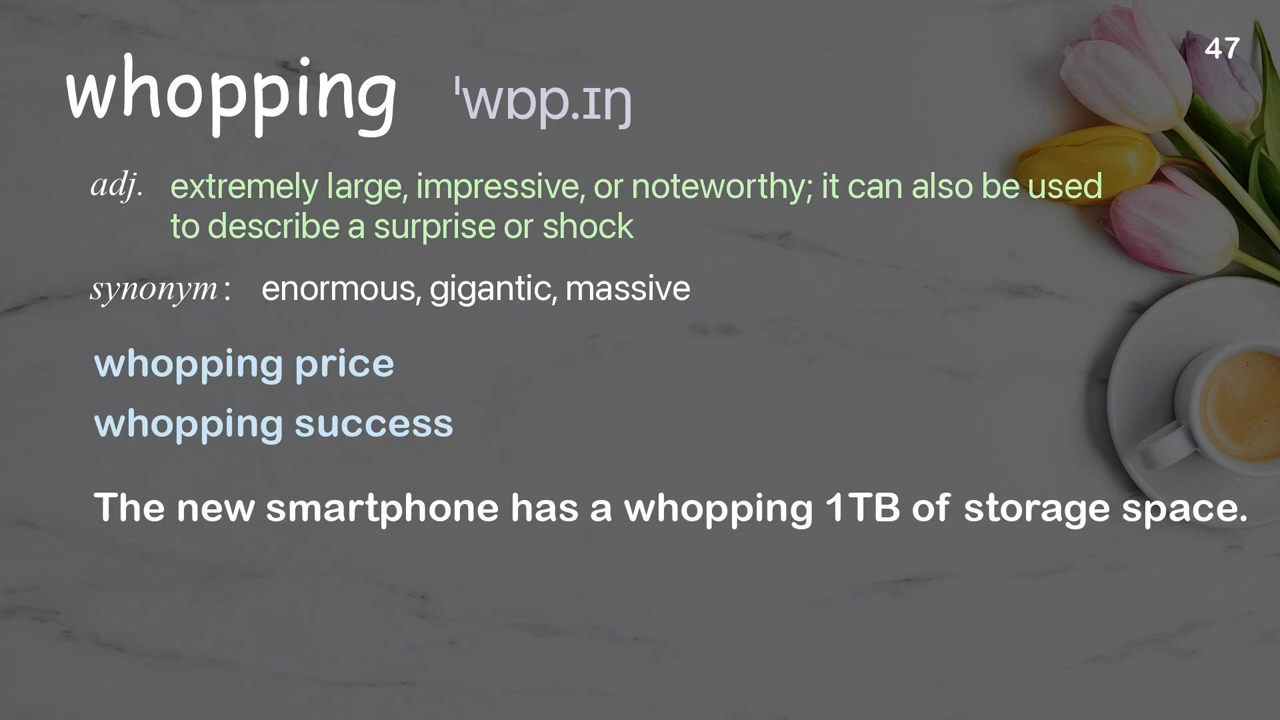 47
whopping ˈwɒp.ɪŋ
adj. extremely large, impressive, or noteworthy; it can also be used
to describe a surprise or shock
synonym: enormous, gigantic, massive
whopping price
whopping success
The new smartphone has a whopping 1TB of storage space.